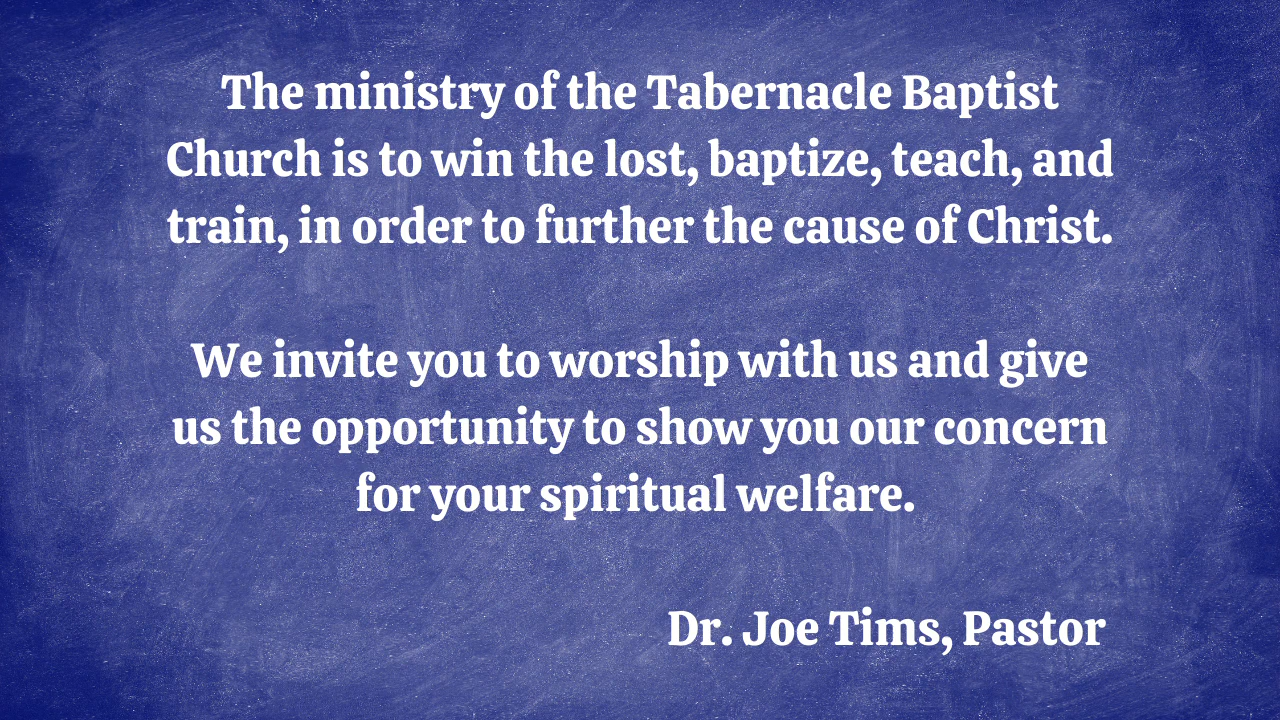 The ministry of the Tabernacle Baptist
Church is to win the lost, baptize, teach, and
train, in order to further the cause of Christ.
We invite you to worship with us and give
us the opportunity to show you our concern
for your spiritual welfare.
Dr. Joe Tims, Pastor